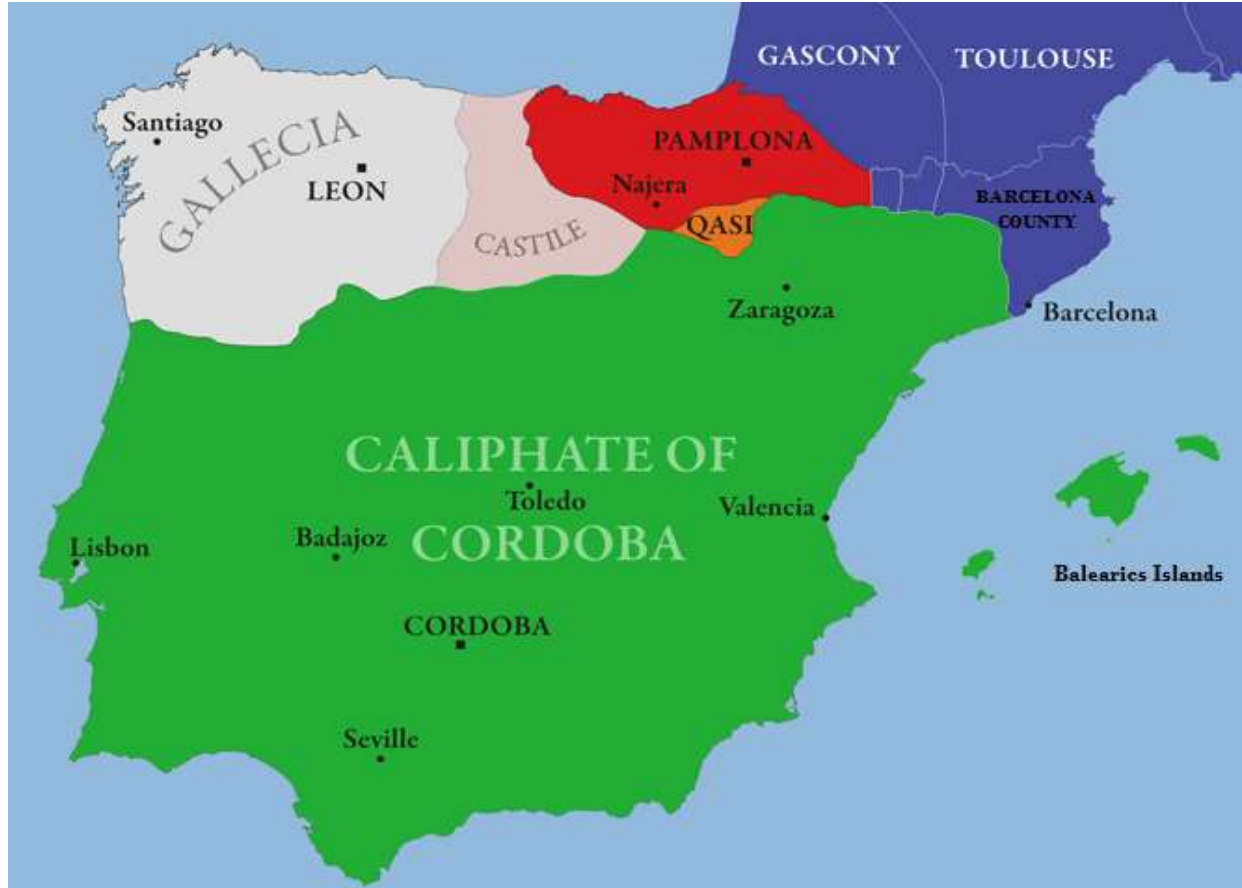 GASCONY
TOULOUSE
Santiago
GALLECIA
LEON
PAMPLONA
Najera
QASI
CASTILE
BARCELONA
COUNTY
Zaragoza
Barcelona
CALIPHATE OF
CORDOBA
Toledo
Valencia
Badajoz
Lisbon
Balearics Islands
CORDOBA
Seville